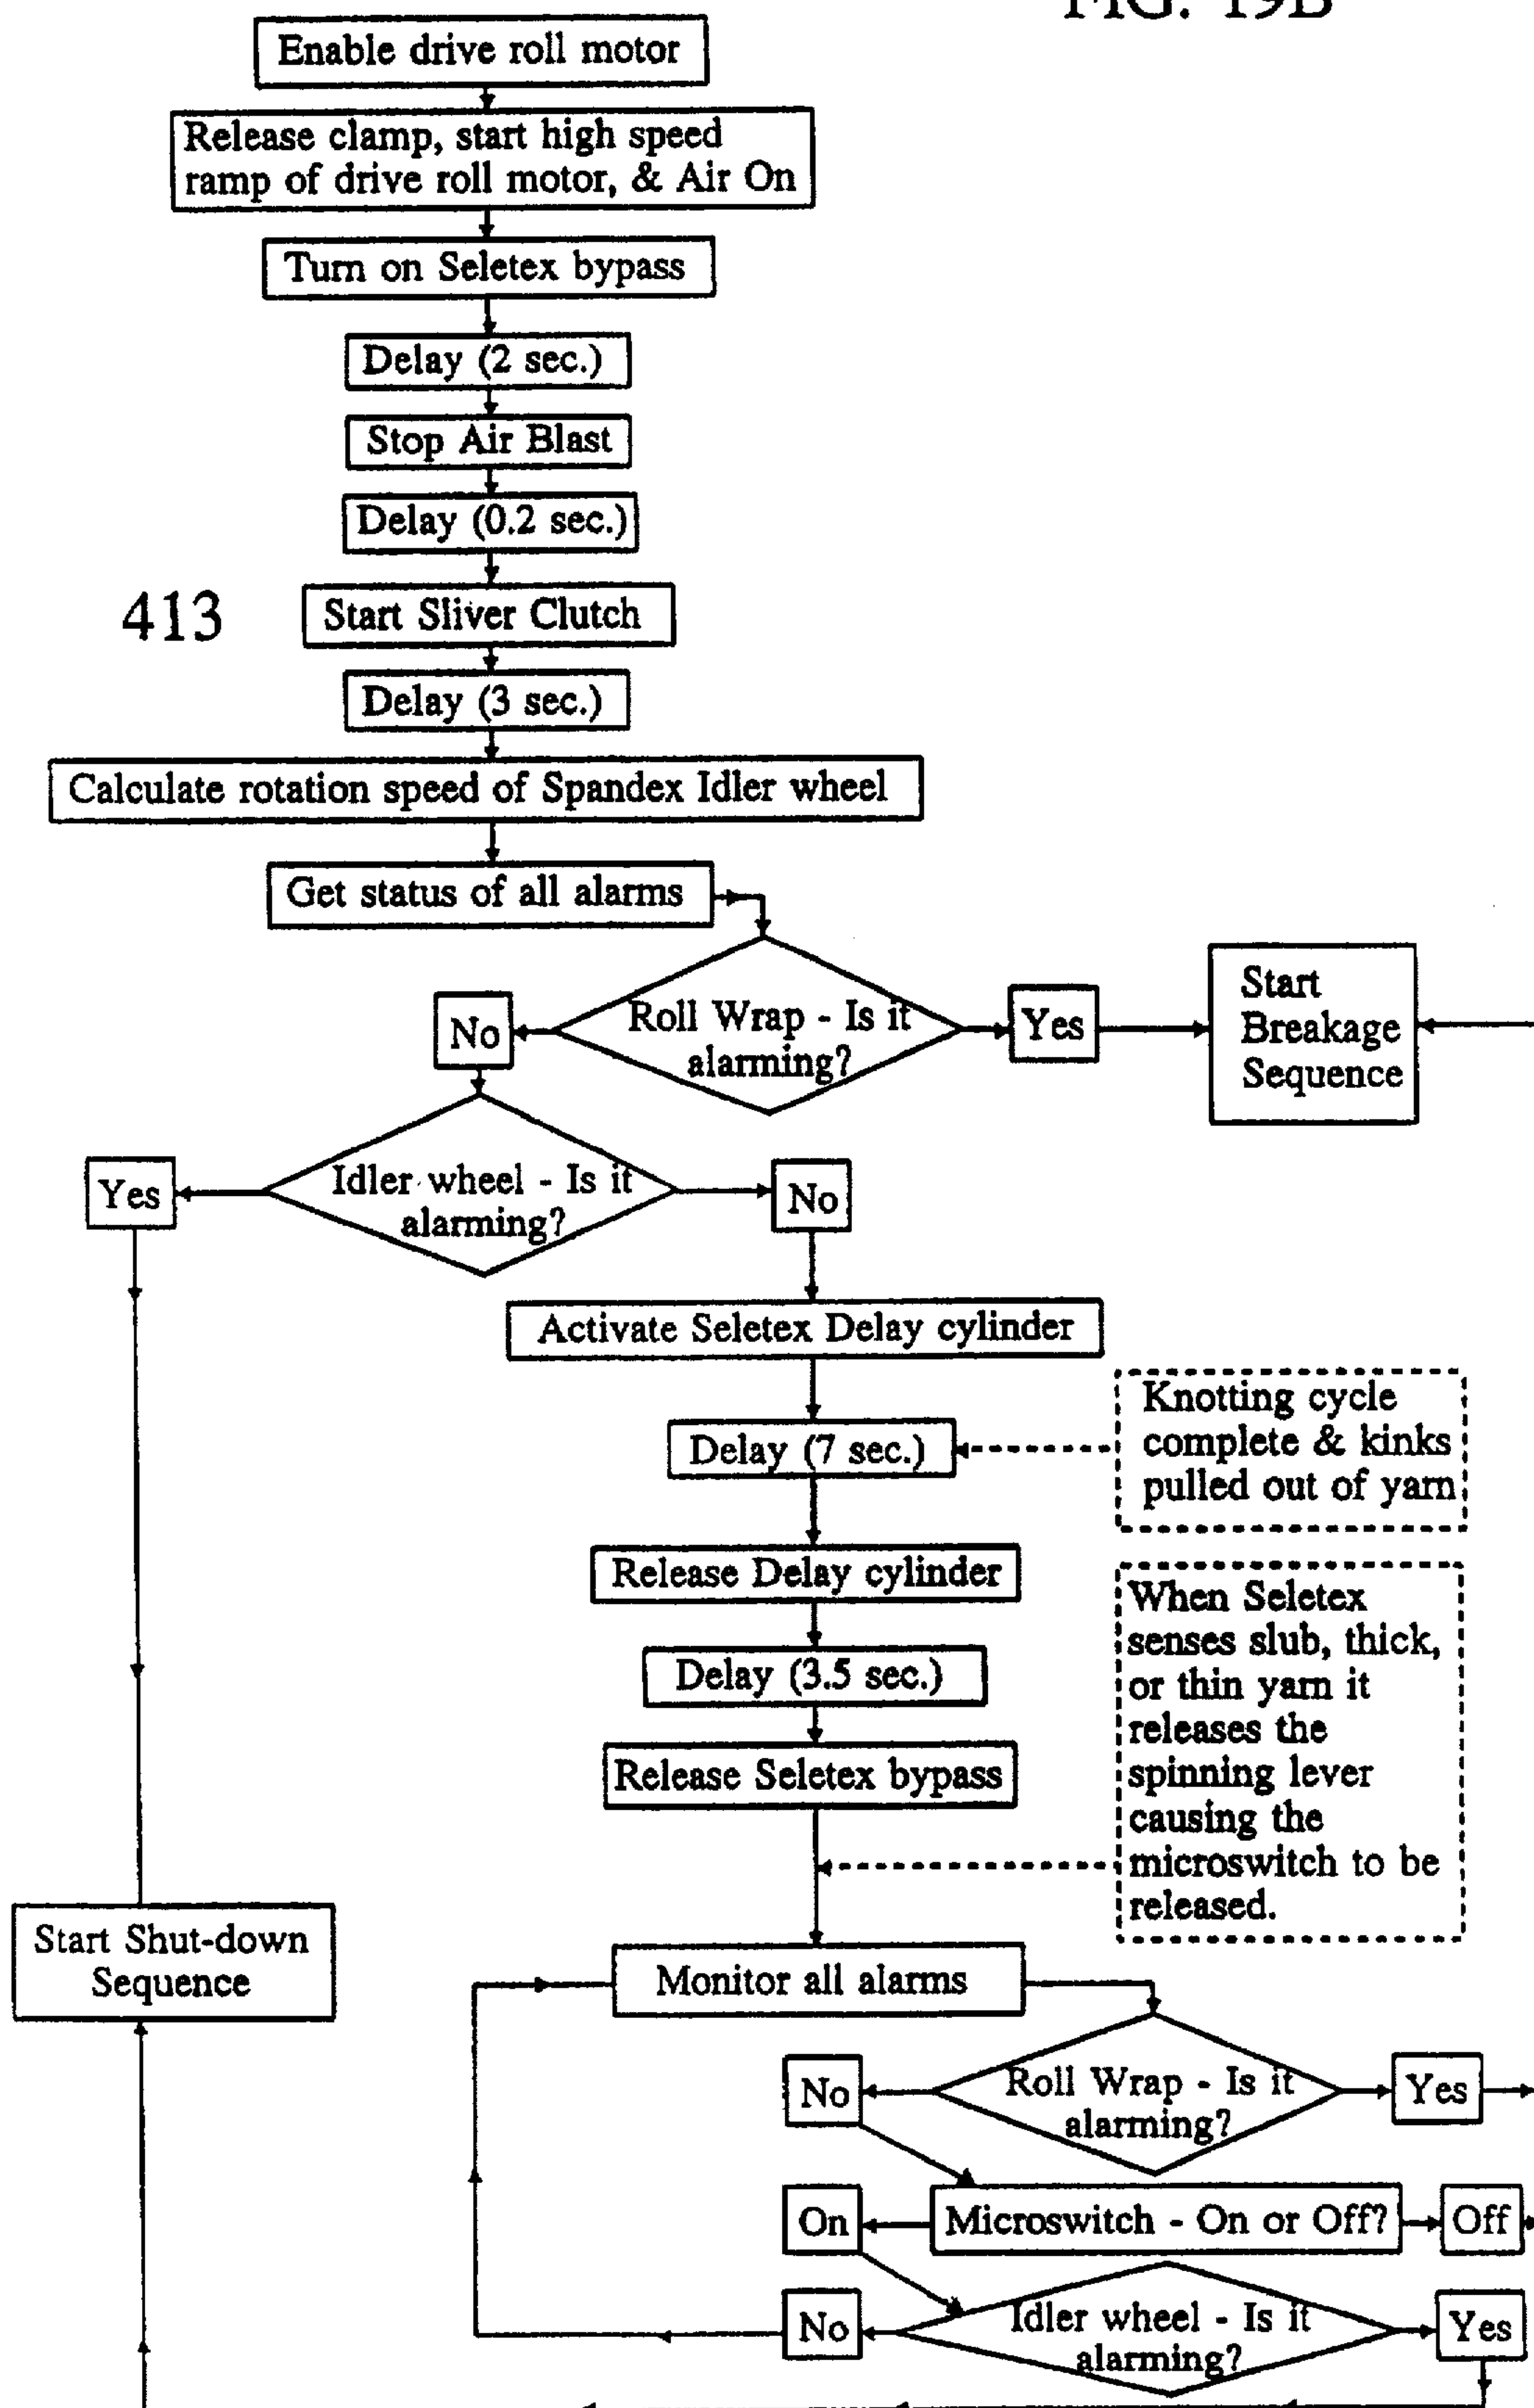 FIG. 19B
Enable drive roll motor
Release clamp, start high speed
ramp of drive roll motor, & Air On
Turn on Seletex bypass
Delay (2 sec.)
Stop Air Blast
Delay (0.2 sec.)
413
Start Sliver Clutch
Delay (3 sec.)
Calculate rotation speed of Spandex Idler wheel
Get status of all alarms
Roll Wrap - Is it
alarming?
No
Yes
Start
Breakage
Sequence
Idler wheel - Is it
alarming?
Yes
No
Activate Seletex Delay cylinder
Delay (7 sec.)
Knotting cycle
complete & kinks
pulled out of yarn
Release Delay cylinder
Delay (3.5 sec.)
Release Seletex bypass
When Seletex
senses slub, thick,
or thin yarn it
releases the
spinning lever
causing the
microswitch to be
released.
Start Shut-down
Sequence
Monitor all alarms
Roll Wrap - Is it
alarming?
No
Yes
Microswitch - On or Off?
On
Off
Idler wheel - Is it
alarming?
No
Yes